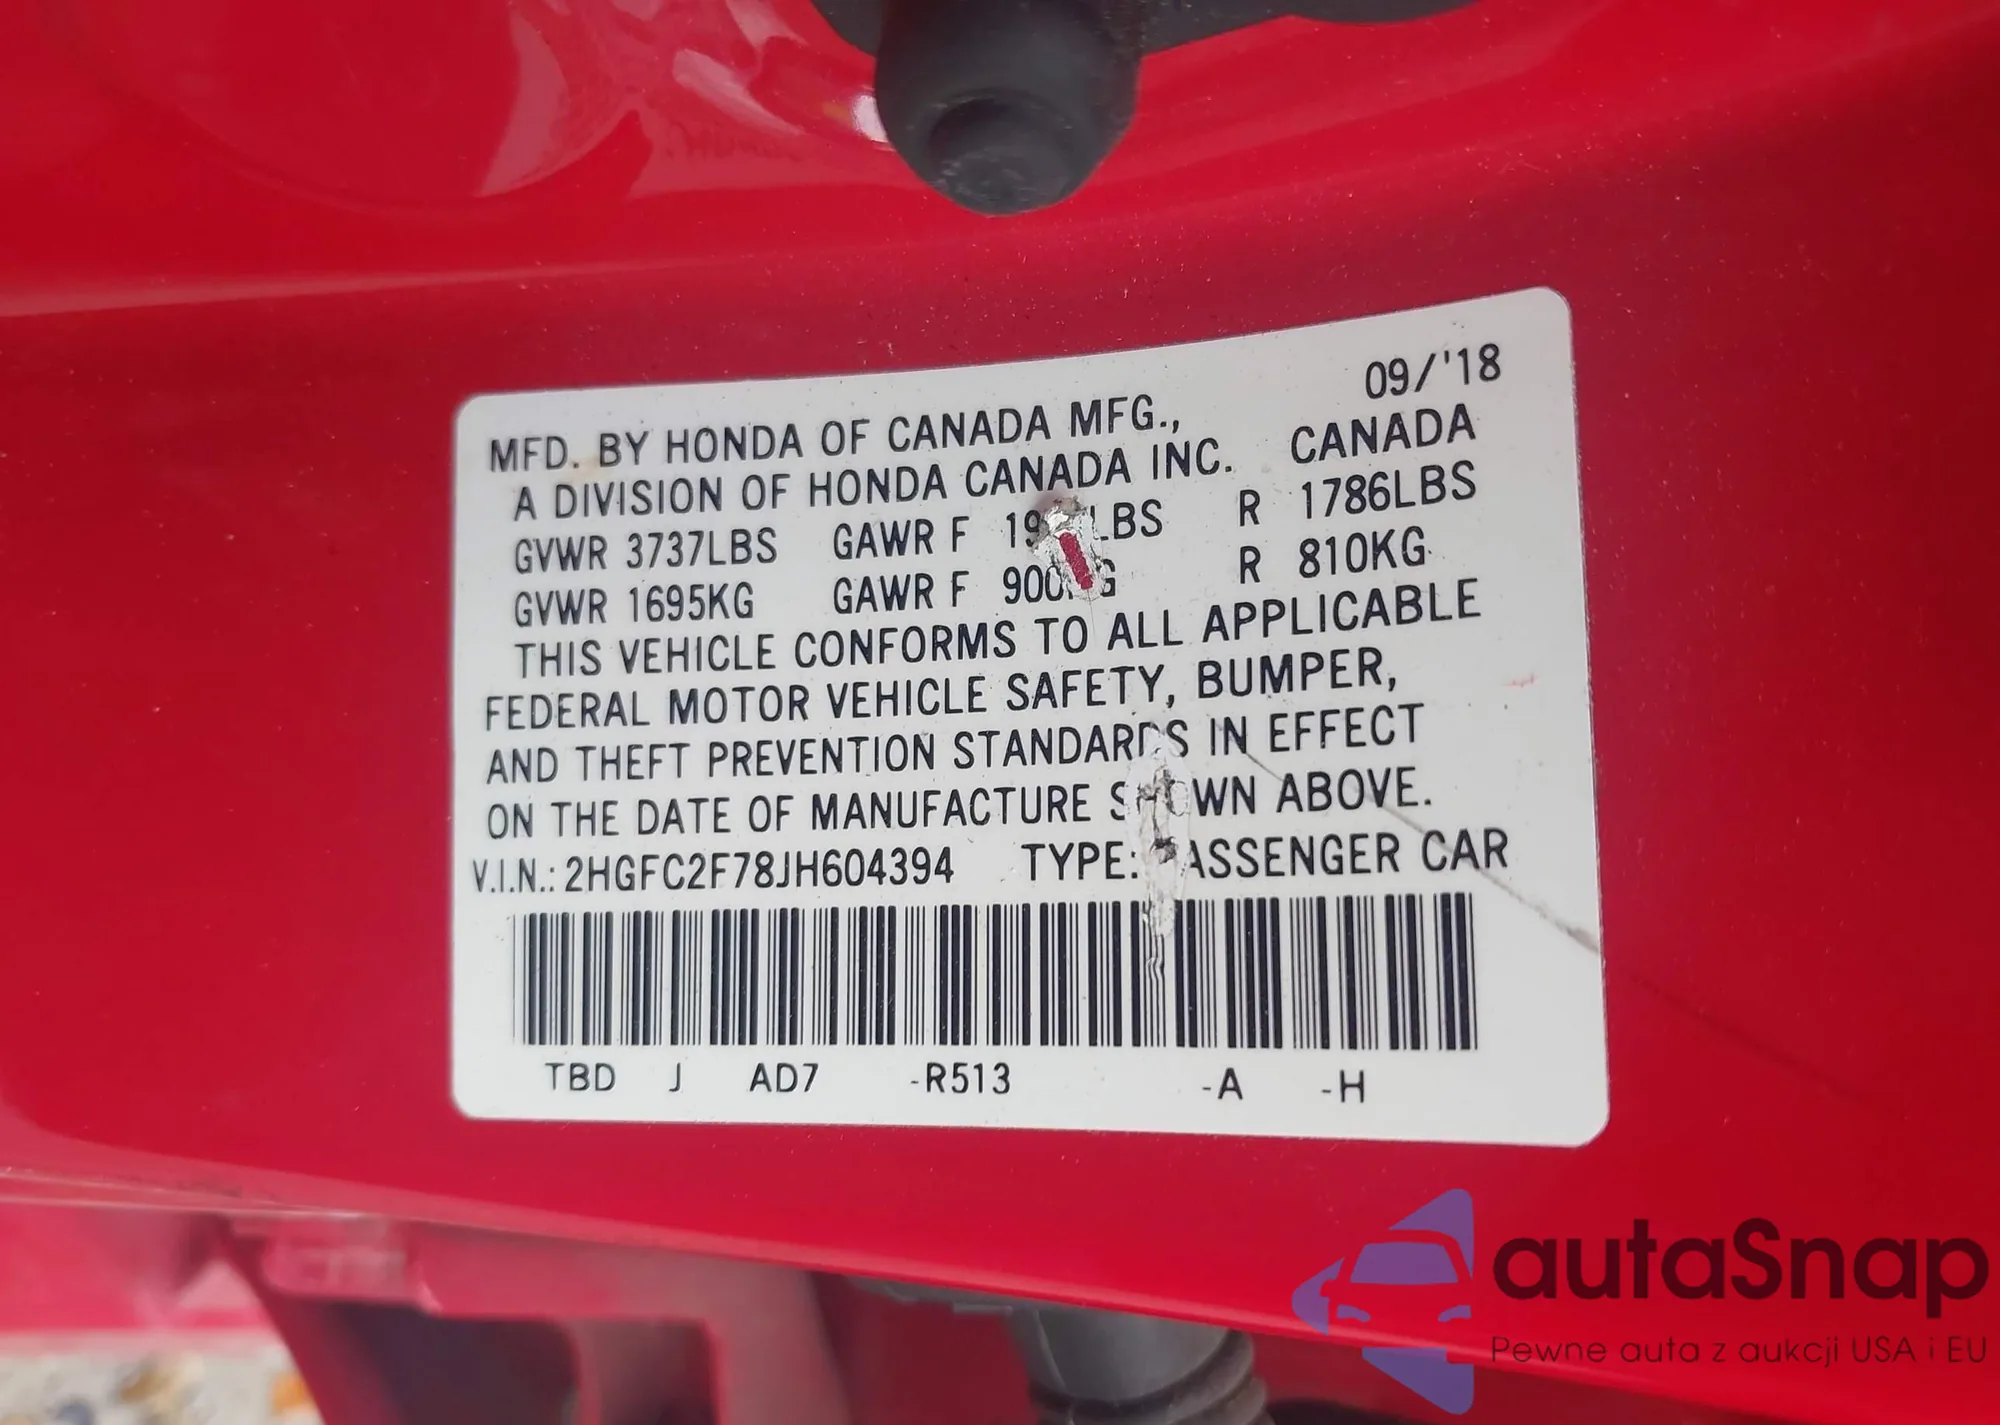 09/'18
MFD. BY HONDA OF CANADA MFG.,
A DIVISION OF HONDA CANADA INC. CANADA
GVWR 3737LBS GAWR F R 1786LBS
GVWR 1695KG GAWR F R 810KG
THIS VEHICLE CONFORMS TO ALL APPLICABLE
FEDERAL MOTOR VEHICLE SAFETY, BUMPER,
AND THEFT PREVENTION STANDARDS IN EFFECT
ON THE DATE OF MANUFACTURE SHOWN ABOVE.
V.I.N.: 2HGFC2F78JH604394 TYPE: PASSENGER CAR
TBD J AD7 -R513 -A -H
autaSnap
Pewne auta z aukcji USA i EU